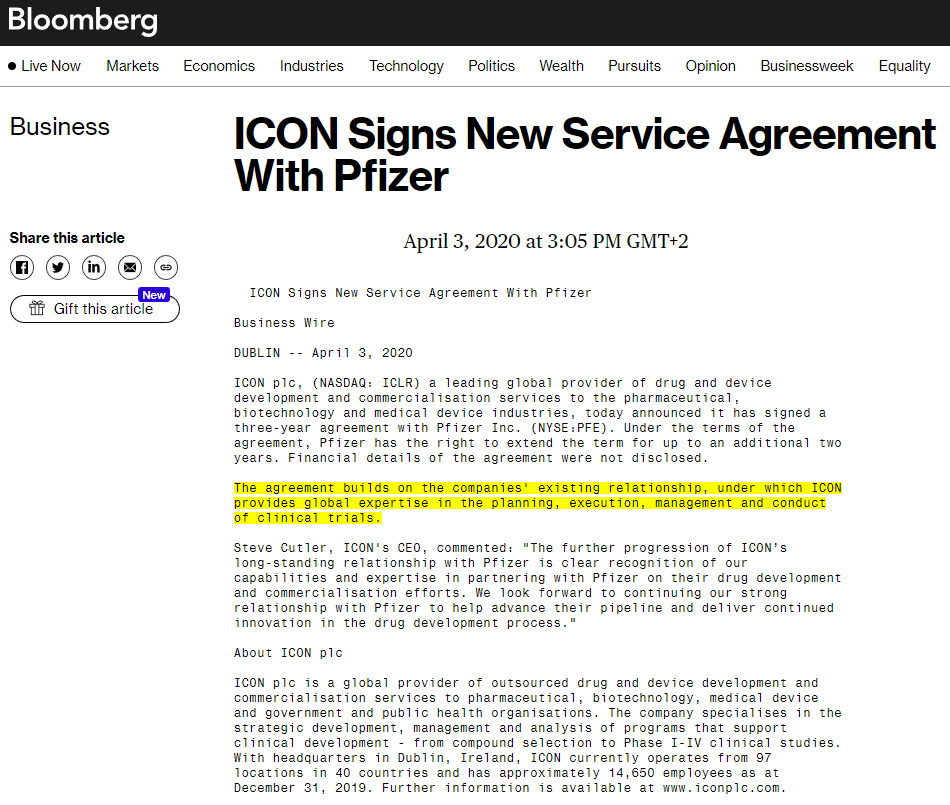 Bloomberg
Live Now Markets Economics Industries Technology Politics Wealth Pursuits Opinion Businessweek Equality
Business
ICON Signs New Service Agreement
With Pfizer
Share this article
New
Gift this article
April 3, 2020 at 3:05 PM GMT+2
ICON Signs New Service Agreement With Pfizer
Business Wire
DUBLIN -- April 3, 2020
ICON plc, (NASDAQ: ICLR) a leading global provider of drug and device
development and commercialisation services to the pharmaceutical,
biotechnology and medical device industries, today announced it has signed a
three-year agreement with Pfizer Inc. (NYSE:PFE). Under the terms of the
agreement, Pfizer has the right to extend the term for up to an additional two
years. Financial details of the agreement were not disclosed.
The agreement builds on the companies' existing relationship, under which ICON
provides global expertise in the planning, execution, management and conduct
of clinical trials.
Steve Cutler, ICON's CEO, commented: "The further progression of ICON’s
long-standing relationship with Pfizer is clear recognition of our
capabilities and expertise in partnering with Pfizer on their drug development
and commercialisation efforts. We look forward to continuing our strong
relationship with Pfizer to help advance their pipeline and deliver continued
innovation in the drug development process."
About ICON plc
ICON plc is a global provider of outsourced drug and device development and
commercialisation services to pharmaceutical, biotechnology, medical device
and government and public health organisations. The company specialises in the
strategic development, management and analysis of programs that support
clinical development - from compound selection to Phase I-IV clinical studies.
With headquarters in Dublin, Ireland, ICON currently operates from 97
locations in 40 countries and has approximately 14,650 employees as at
December 31, 2019. Further information is available at www.iconplc.com.